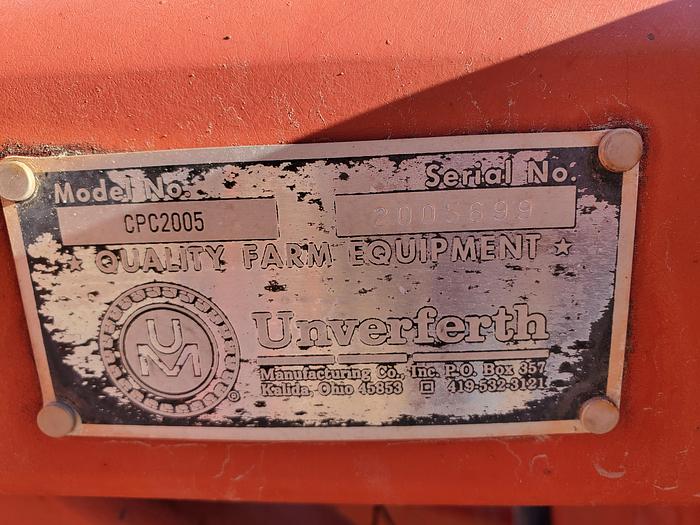 Model No. Serial No.
CPC2005 2005699
★ QUALITY FARM EQUIPMENT ★
UM
Unverferth
Manufacturing Co., Inc. P.O. Box 357
Kalida, Ohio 45853 419-532-3121
®